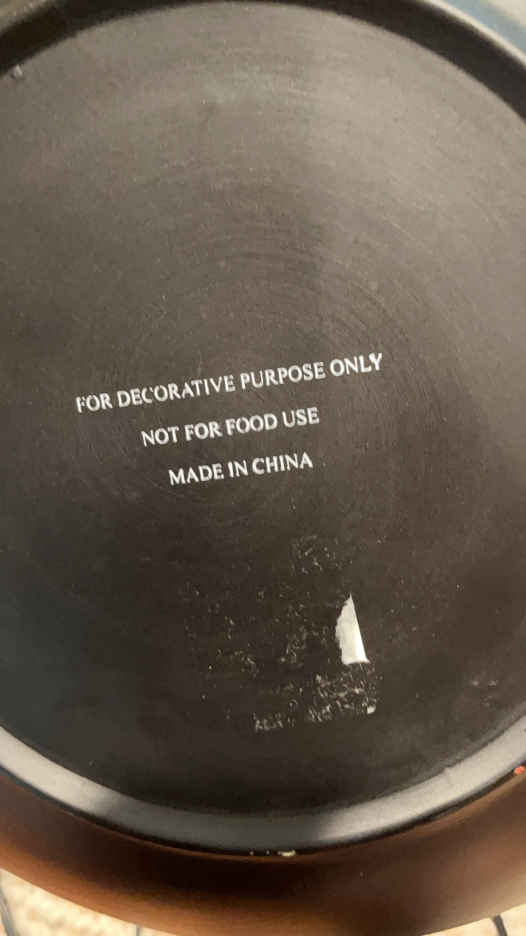 FOR DECORATIVE PURPOSE ONLY
NOT FOR FOOD USE
MADE IN CHINA